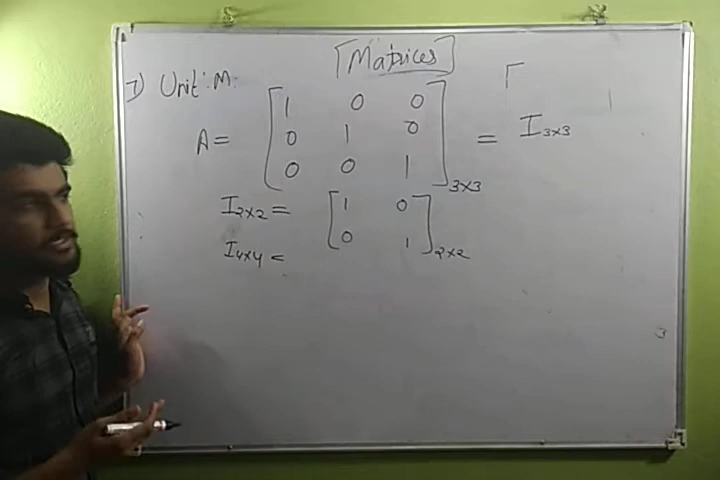 [Matrices]
7) Unit: M.
A = [1 0 0
0 1 0
0 0 1]3×3 = I3×3
I2×2 = [1 0
0 1]2×2
I4×4 =